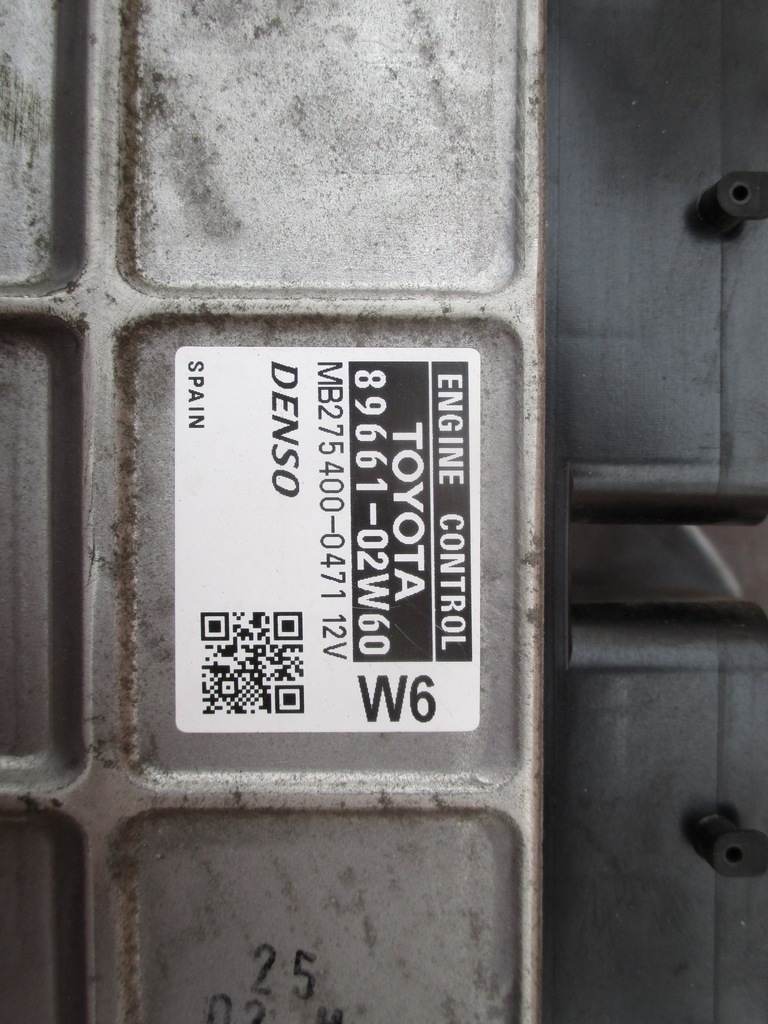 ENGINE CONTROL
TOYOTA
89661-02W60
W6
MB275400-0471 12V
DENSO
SPAIN
25